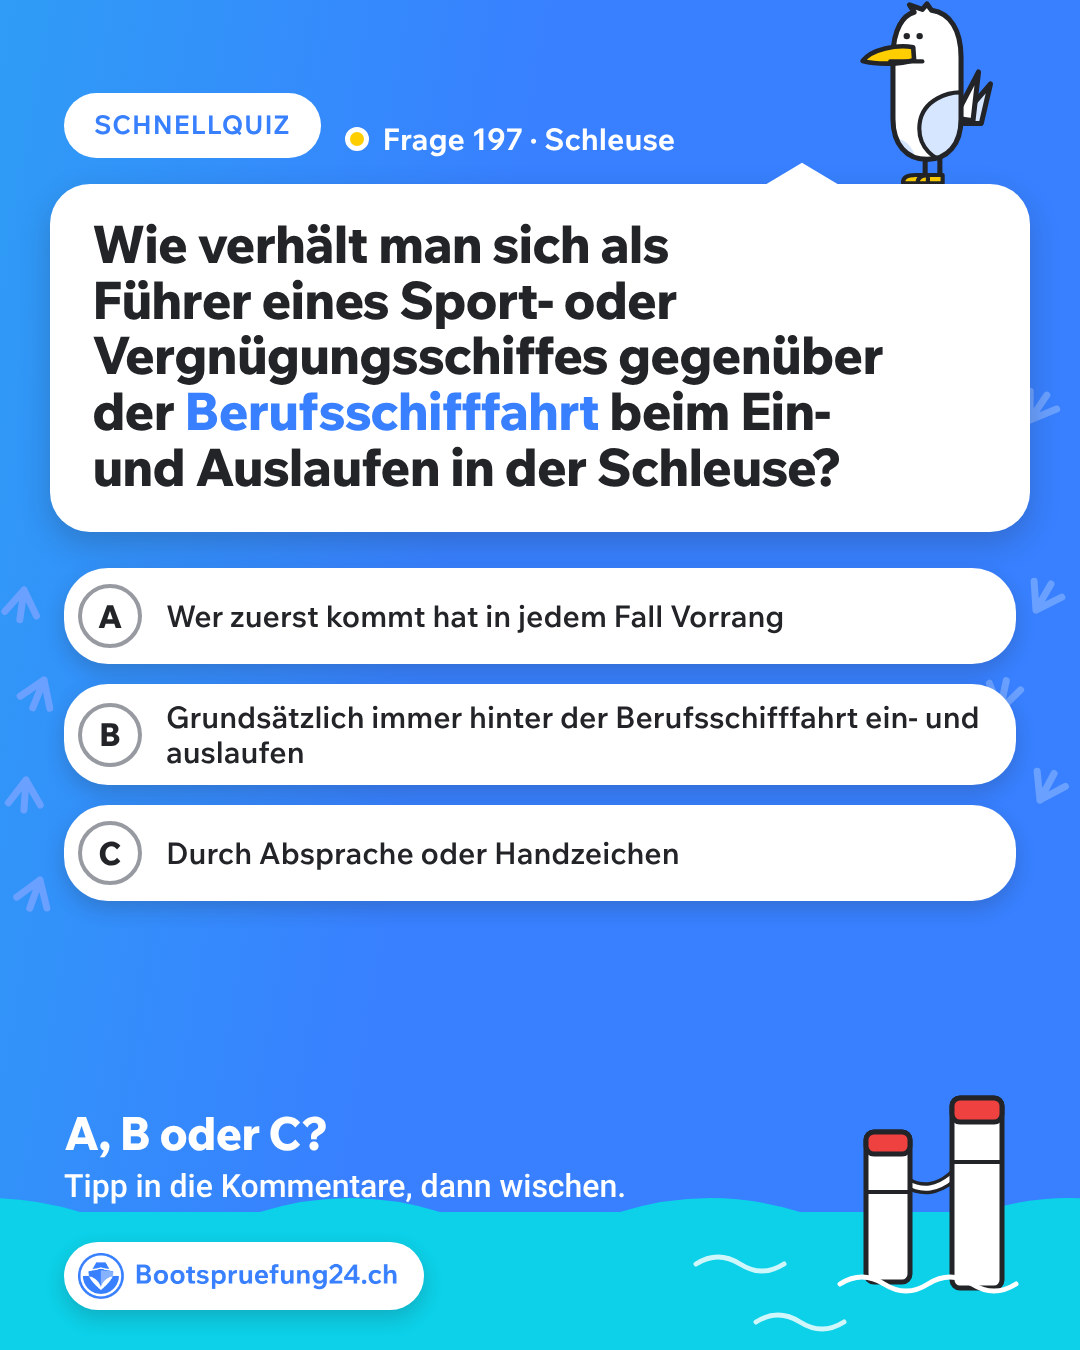 SCHNELLQUIZ
Frage 197 · Schleuse
Wie verhält man sich als
Führer eines Sport- oder
Vergnügungsschiffes gegenüber
der Berufsschifffahrt beim Ein-
und Auslaufen in der Schleuse?
A Wer zuerst kommt hat in jedem Fall Vorrang
B Grundsätzlich immer hinter der Berufsschifffahrt ein- und
auslaufen
C Durch Absprache oder Handzeichen
A, B oder C?
Tipp in die Kommentare, dann wischen.
Bootspruefung24.ch